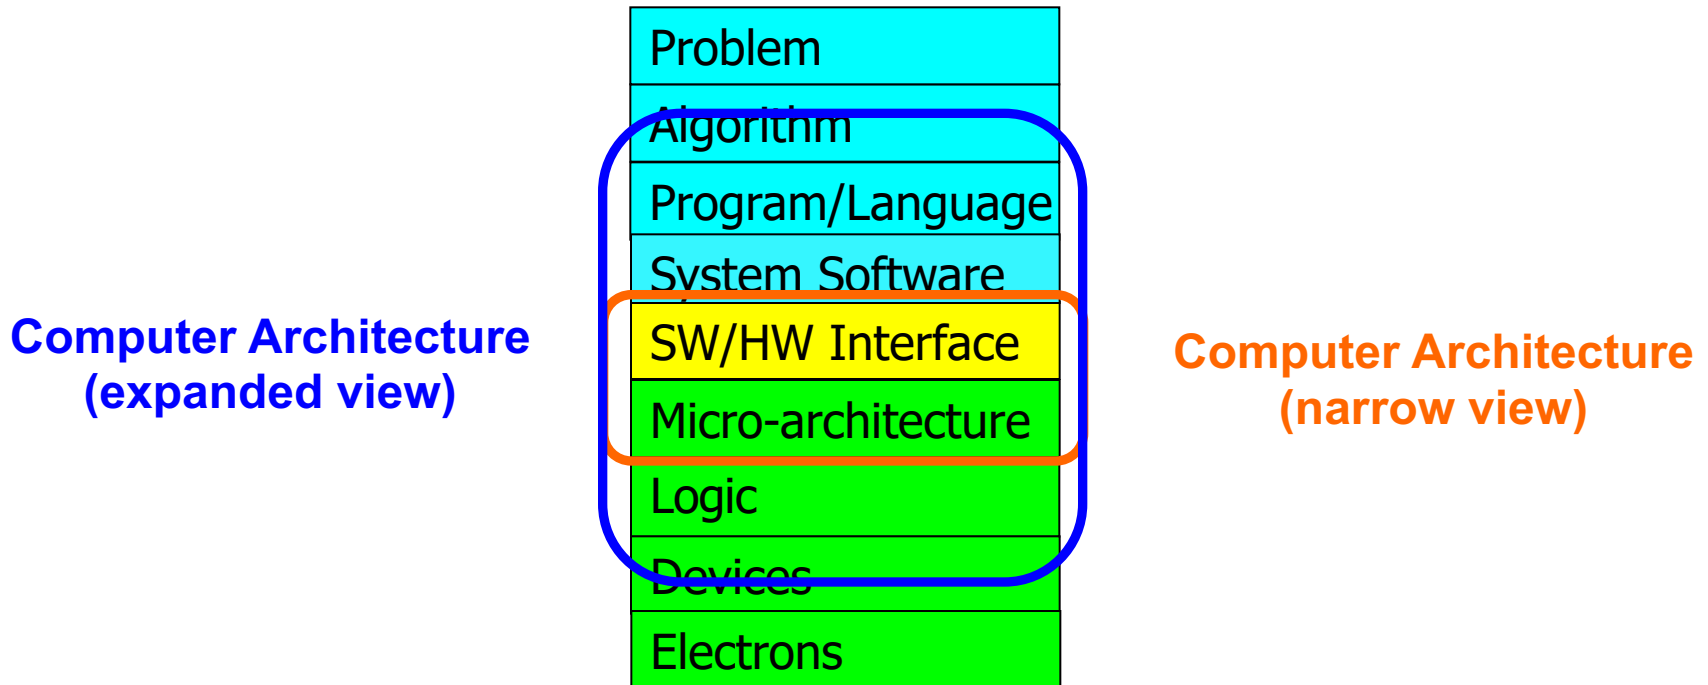 Problem
Algorithm
Program/Language
System Software
SW/HW Interface
Micro-architecture
Logic
Devices
Electrons
Computer Architecture
(expanded view)
Computer Architecture
(narrow view)